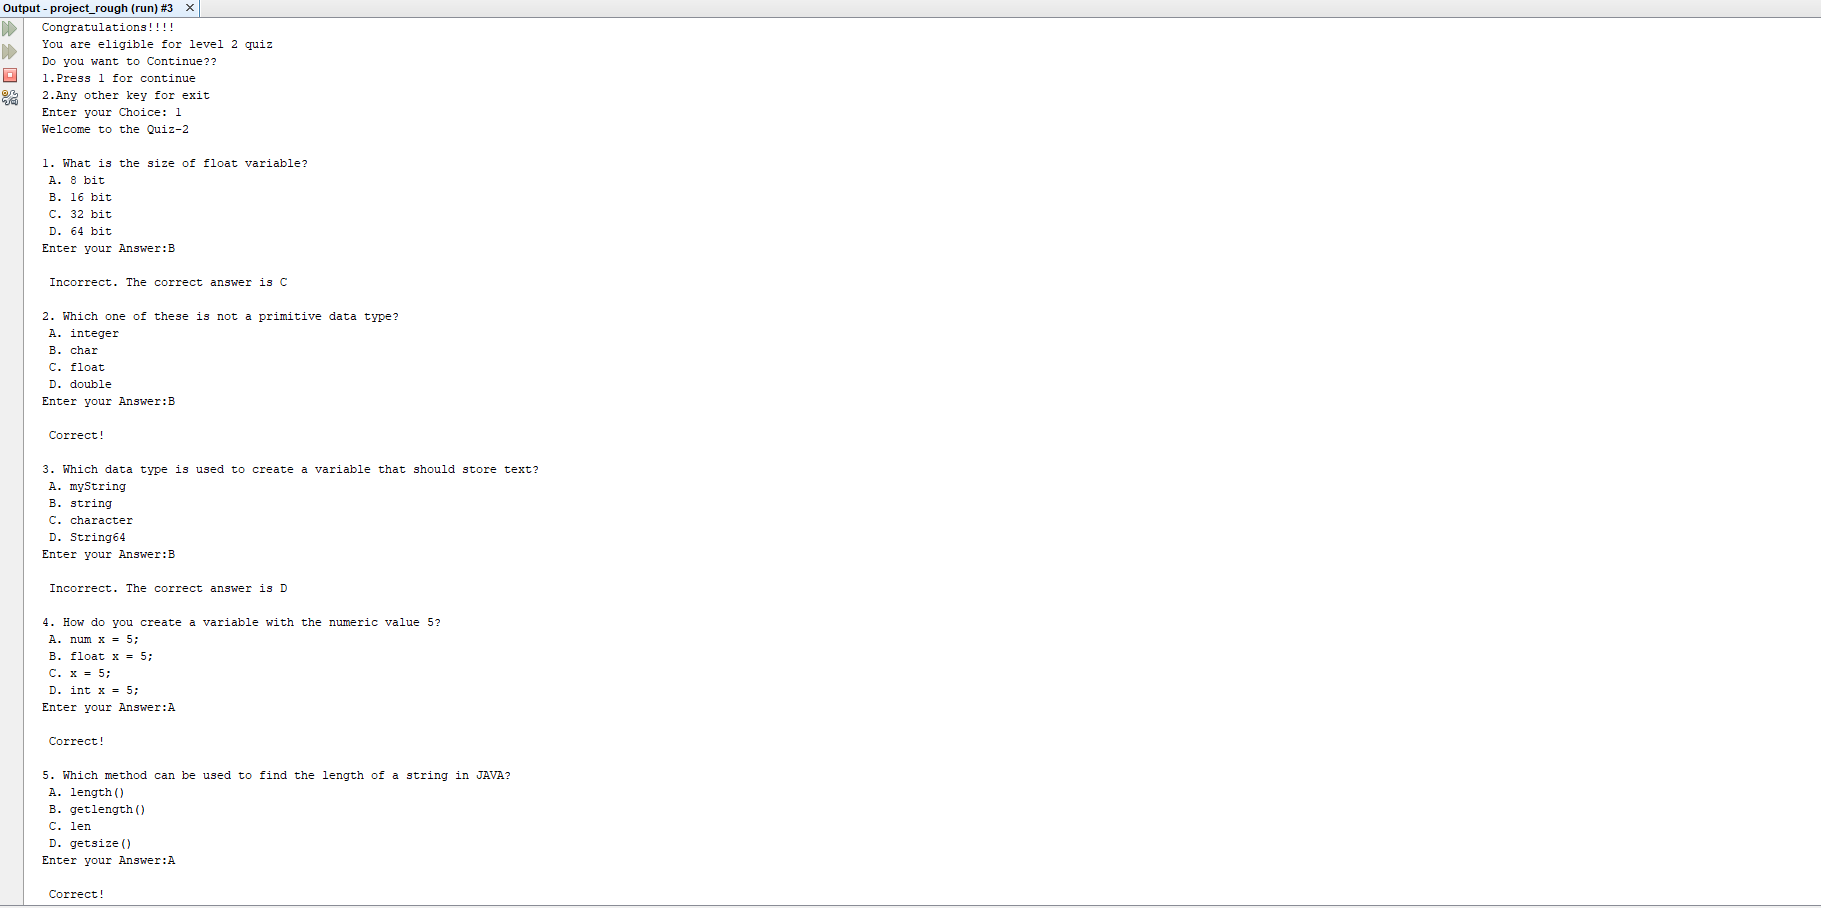 Output - project_rough (run) #3 ×
Congratulations!!!!
You are eligible for level 2 quiz
Do you want to Continue??
1.Press 1 for continue
2.Any other key for exit
Enter your Choice: 1
Welcome to the Quiz-2
1. What is the size of float variable?
A. 8 bit
B. 16 bit
C. 32 bit
D. 64 bit
Enter your Answer:B
Incorrect. The correct answer is C
2. Which one of these is not a primitive data type?
A. integer
B. char
C. float
D. double
Enter your Answer:B
Correct!
3. Which data type is used to create a variable that should store text?
A. myString
B. string
C. character
D. String64
Enter your Answer:B
Incorrect. The correct answer is D
4. How do you create a variable with the numeric value 5?
A. num x = 5;
B. float x = 5;
C. x = 5;
D. int x = 5;
Enter your Answer:A
Correct!
5. Which method can be used to find the length of a string in JAVA?
A. length()
B. getlength()
C. len
D. getsize()
Enter your Answer:A
Correct!